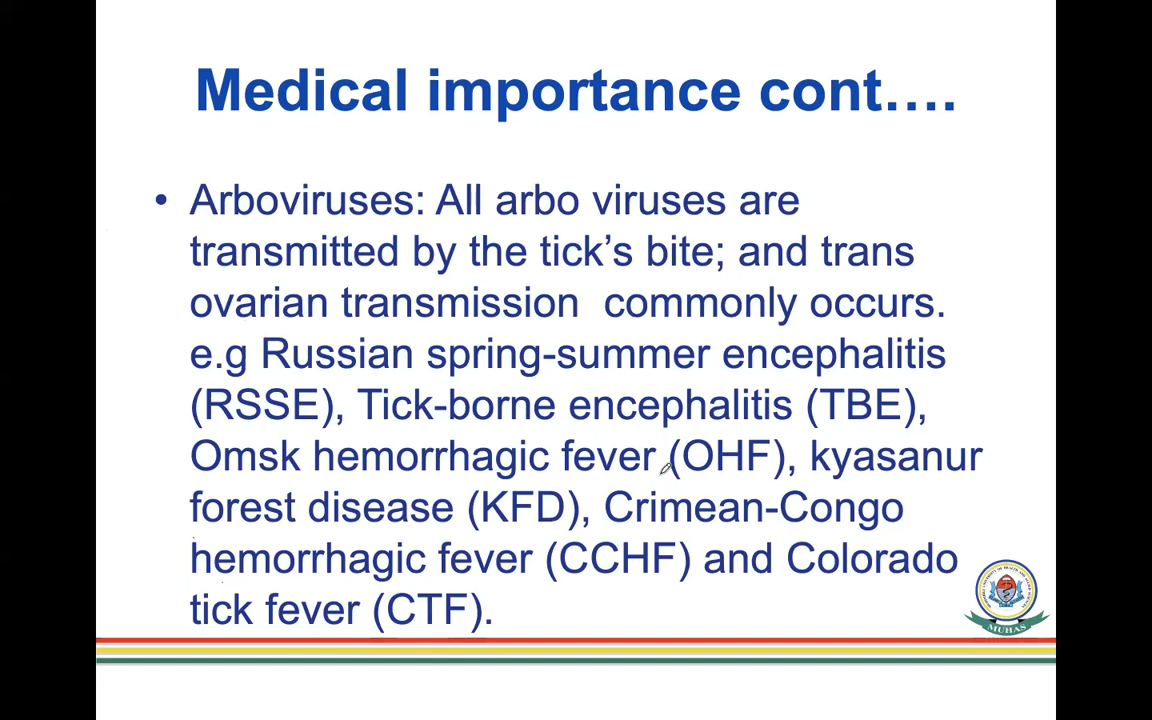 Medical importance cont....
• Arboviruses: All arbo viruses are
transmitted by the tick’s bite; and trans
ovarian transmission commonly occurs.
e.g Russian spring-summer encephalitis
(RSSE), Tick-borne encephalitis (TBE),
Omsk hemorrhagic fever (OHF), kyasanur
forest disease (KFD), Crimean-Congo
hemorrhagic fever (CCHF) and Colorado
tick fever (CTF).
MUHAS